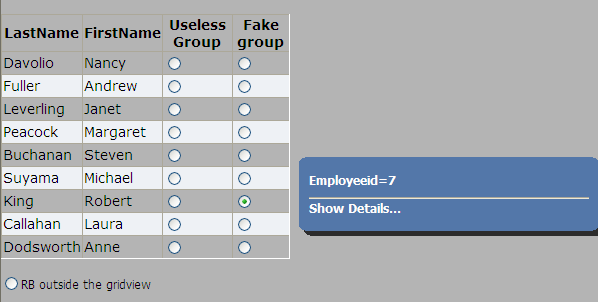 LastName FirstName Useless Group Fake group
Davolio Nancy
Fuller Andrew
Leverling Janet
Peacock Margaret
Buchanan Steven
Suyama Michael
King Robert
Callahan Laura
Dodsworth Anne
Employeeid=7
Show Details...
RB outside the gridview